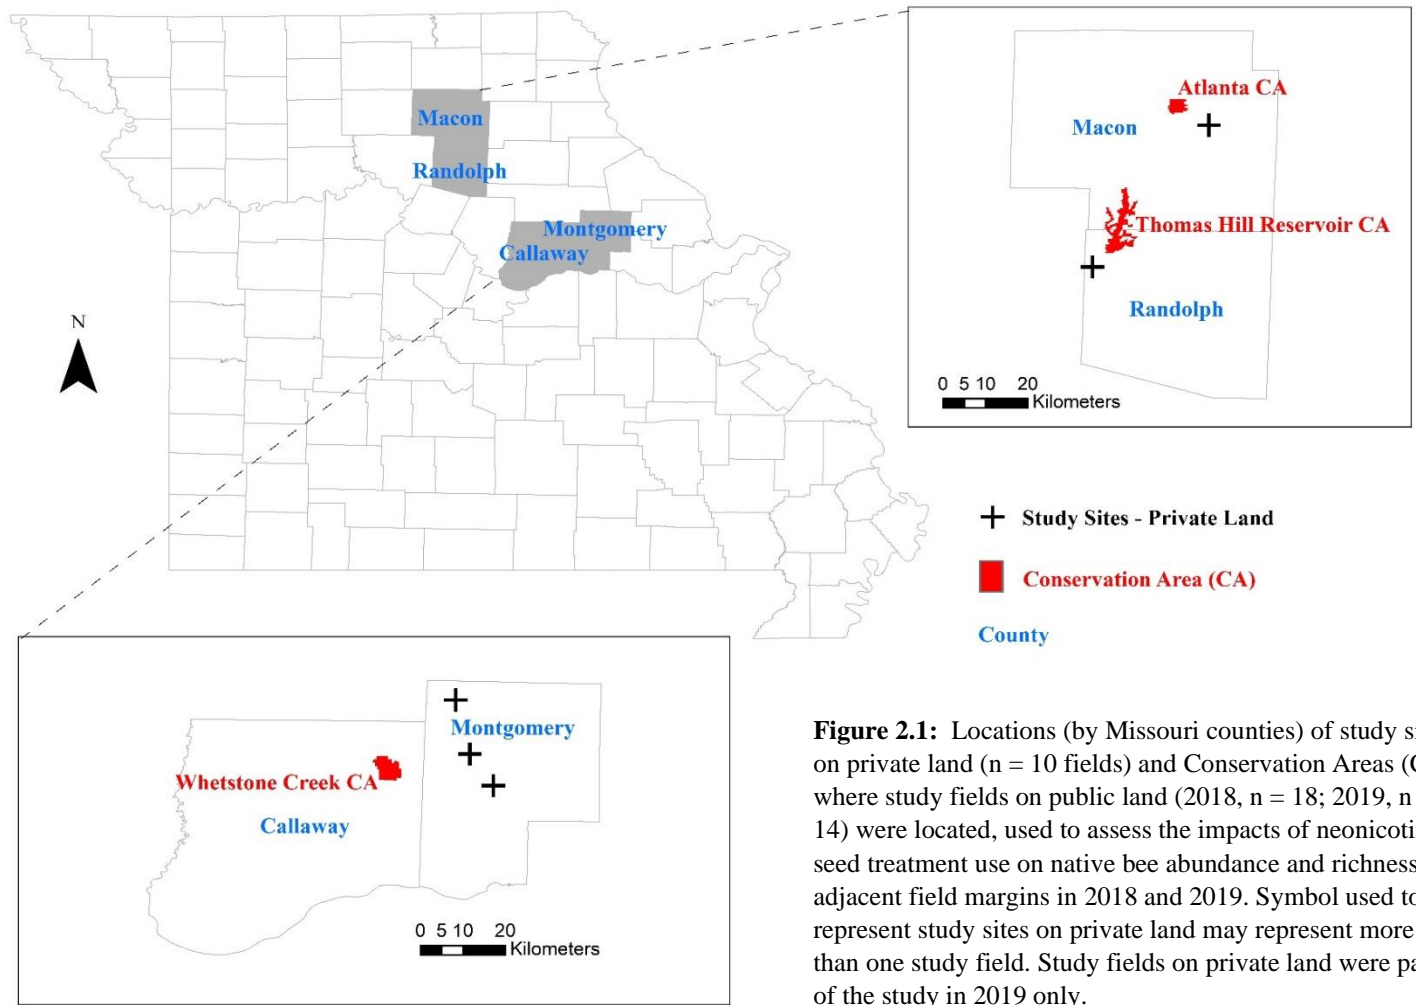 Macon
Randolph
Montgomery
Callaway
N
Atlanta CA
Macon
Thomas Hill Reservoir CA
Randolph
0 5 10 20
Kilometers
Study Sites - Private Land
Conservation Area (CA)
County
Montgomery
Whetstone Creek CA
Callaway
0 5 10 20
Kilometers
Figure 2.1: Locations (by Missouri counties) of study
on private land (n = 10 fields) and Conservation Areas
where study fields on public land (2018, n = 18; 2019, n
14) were located, used to assess the impacts of
seed treatment use on native bee abundance and richness
adjacent field margins in 2018 and 2019. Symbol used to
represent study sites on private land may represent more
than one study field. Study fields on private land were
of the study in 2019 only.